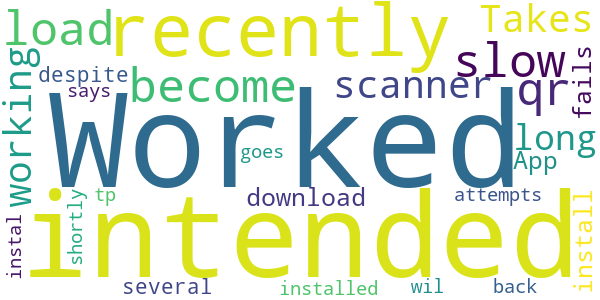 load recently Takes
working despite become scanner slow qr fails
says
Worked
goes long
App
intended
instal shortly tp download attempts install
several installed wil back